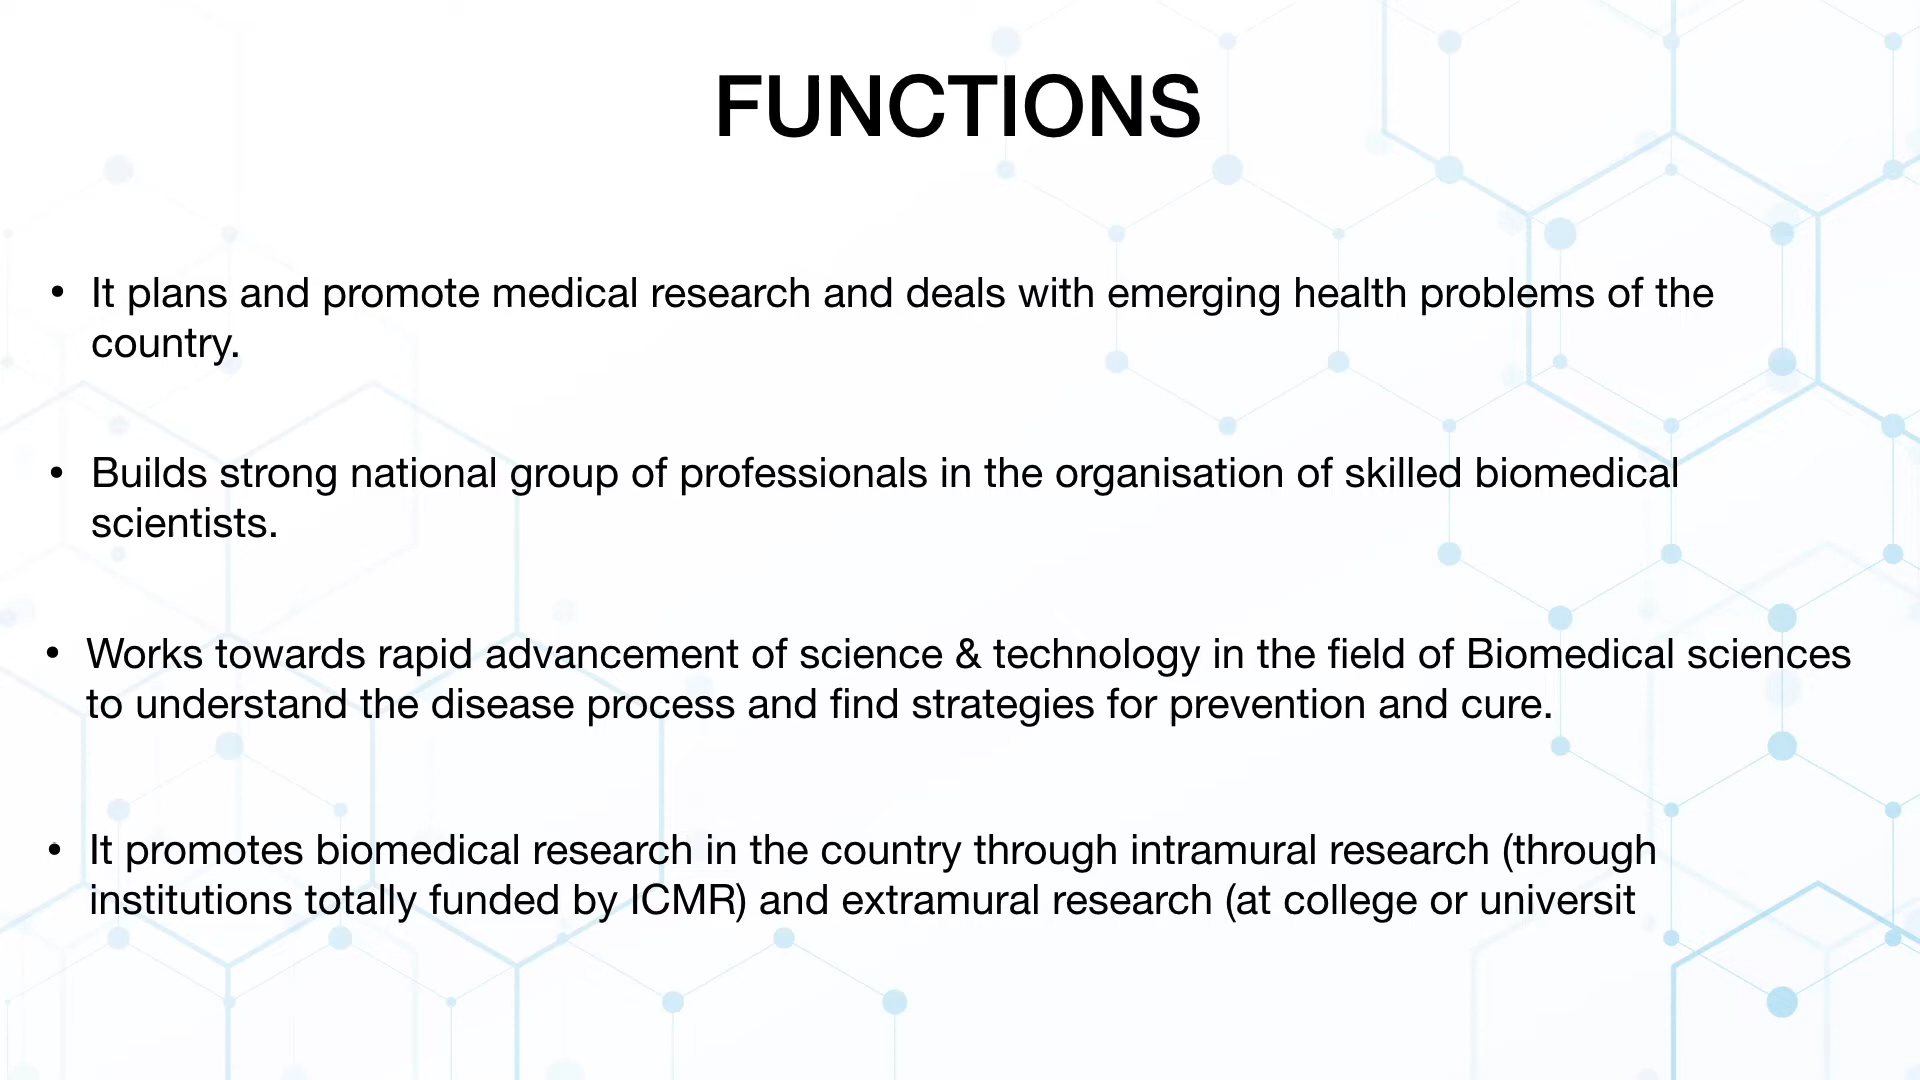 FUNCTIONS
• It plans and promote medical research and deals with emerging health problems of the
country.
• Builds strong national group of professionals in the organisation of skilled biomedical
scientists.
• Works towards rapid advancement of science & technology in the field of Biomedical sciences
to understand the disease process and find strategies for prevention and cure.
• It promotes biomedical research in the country through intramural research (through
institutions totally funded by ICMR) and extramural research (at college or universit